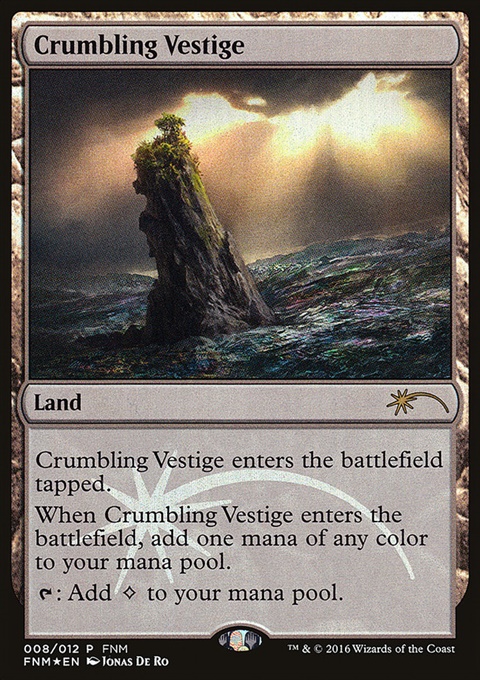 Crumbling Vestige
Land
Crumbling Vestige enters the battlefield
tapped.
When Crumbling Vestige enters the
battlefield, add one mana of any color
to your mana pool.
: Add to your mana pool.
008/012 P FNM
FNM★EN Jonas De Ro
™ & © 2016 Wizards of the Coast